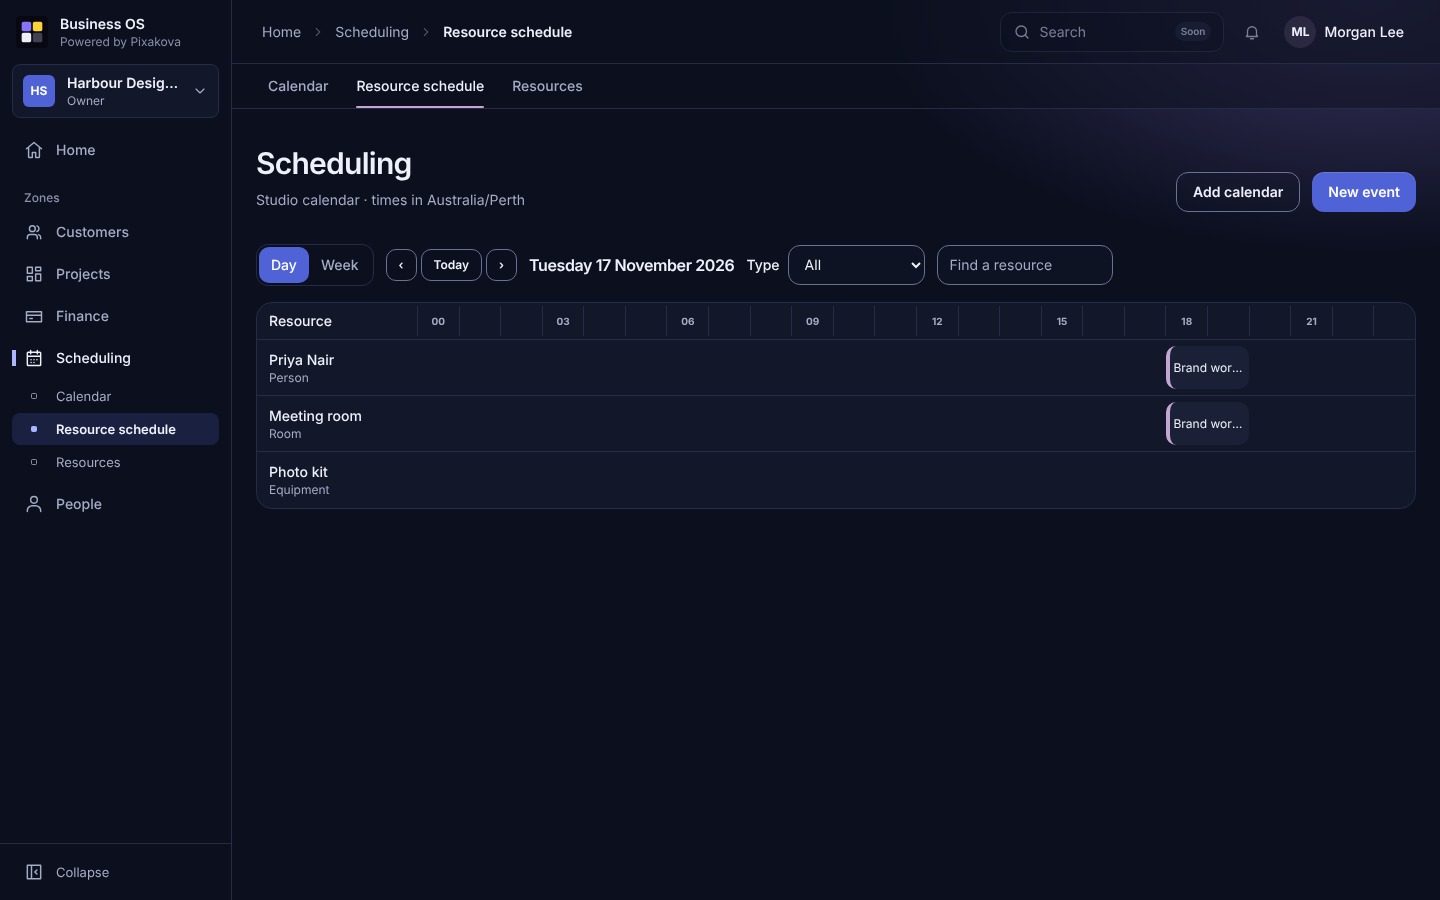 Business OS
Powered by Pixakova
HS
Harbour Desig...
Owner
Home
Zones
Customers
Projects
Finance
Scheduling
Calendar
Resource schedule
Resources
People
Collapse
Home > Scheduling > Resource schedule
Search
Soon
ML
Morgan Lee
Calendar
Resource schedule
Resources
Scheduling
Studio calendar · times in Australia/Perth
Add calendar
New event
Day
Week
‹
Today
›
Tuesday 17 November 2026
Type
All
Find a resource
Resource 00 03 06 09 12 15 18 21
Priya Nair
Person
Brand wor...
Meeting room
Room
Brand wor...
Photo kit
Equipment